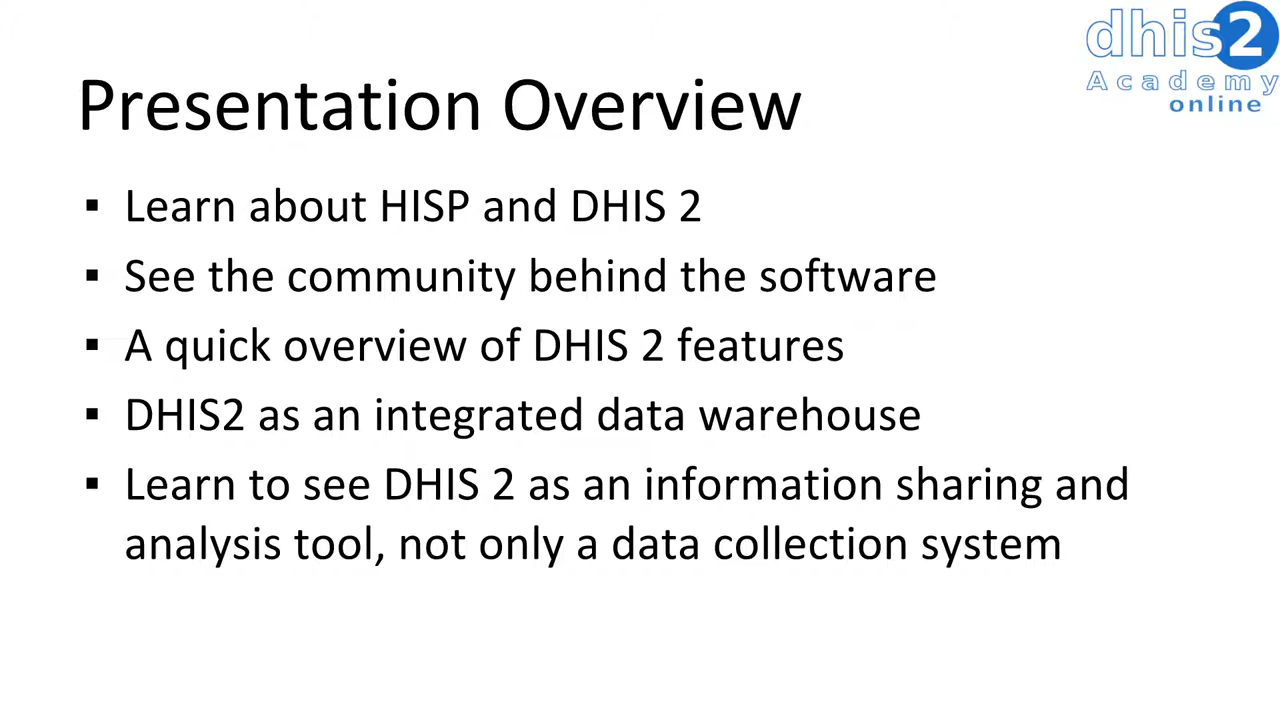 dhis2
Academy
online
Presentation Overview
▪ Learn about HISP and DHIS 2
▪ See the community behind the software
▪ A quick overview of DHIS 2 features
▪ DHIS2 as an integrated data warehouse
▪ Learn to see DHIS 2 as an information sharing and
analysis tool, not only a data collection system